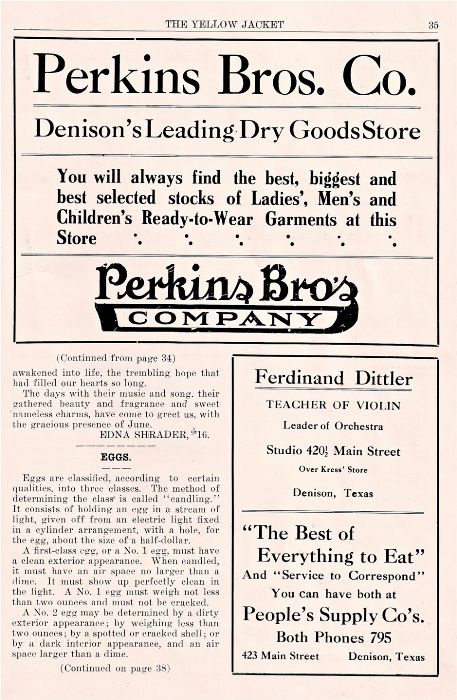 THE YELLOW JACKET 35
Perkins Bros. Co.
Denison's Leading Dry Goods Store
You will always find the best, biggest and
best selected stocks of Ladies', Men's and
Children's Ready-to-Wear Garments at this
Store
Perkins Bro's
COMPANY
(Continued from page 34)
awakened into life, the trembling hope that
had filled our hearts so long.
The days with their music and song, their
gathered beauty and fragrance and sweet
nameless charms, have come to greet us, with
the gracious presence of June.
EDNA SHRADER, '16.
EGGS.
Eggs are classified, according to certain
qualities, into three classes. The method of
determining the class is called "candling."
It consists of holding an egg in a stream of
light, given off from an electric light fixed
in a cylinder arrangement, with a hole, for
the egg, about the size of a half-dollar.
A first-class egg, or a No. 1 egg, must have
a clean exterior appearance. When candled,
it must have an air space no larger than a
dime. It must show up perfectly clean in
the light. A No. 1 egg must weigh not less
than two ounces and must not be cracked.
A No. 2 egg may be determined by a dirty
exterior appearance; by weighing less than
two ounces; by a spotted or cracked shell; or
by a dark interior appearance, and an air
space larger than a dime.
(Continued on page 38)
Ferdinand Dittler
TEACHER OF VIOLIN
Leader of Orchestra
Studio 420½ Main Street
Over Kress' Store
Denison, Texas
"The Best of
Everything to Eat"
And "Service to Correspond"
You can have both at
People's Supply Co's.
Both Phones 795
423 Main Street Denison, Texas